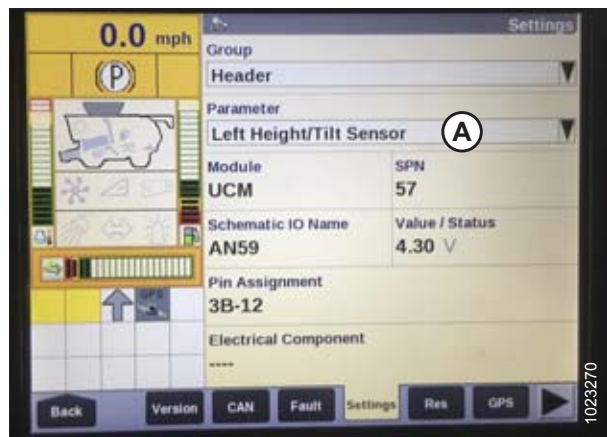 0.0 mph
Settings
(P)
Group
Header
Parameter
Left Height/Tilt Sensor
A
Module
UCM
SPN
57
Schematic IO Name
AN59
Value / Status
4.30 V
Pin Assignment
3B-12
GPS
Electrical Component
----
Back
Version
CAN
Fault
Settings
Res
GPS
1023270